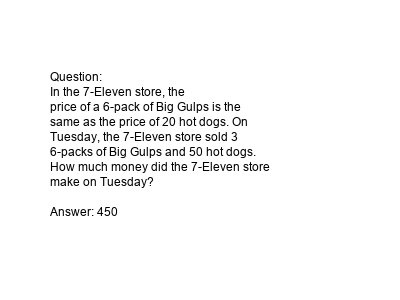 Question:
In the 7-Eleven store, the
price of a 6-pack of Big Gulps is the
same as the price of 20 hot dogs. On
Tuesday, the 7-Eleven store sold 3
6-packs of Big Gulps and 50 hot dogs.
How much money did the 7-Eleven store
make on Tuesday?

Answer: 450